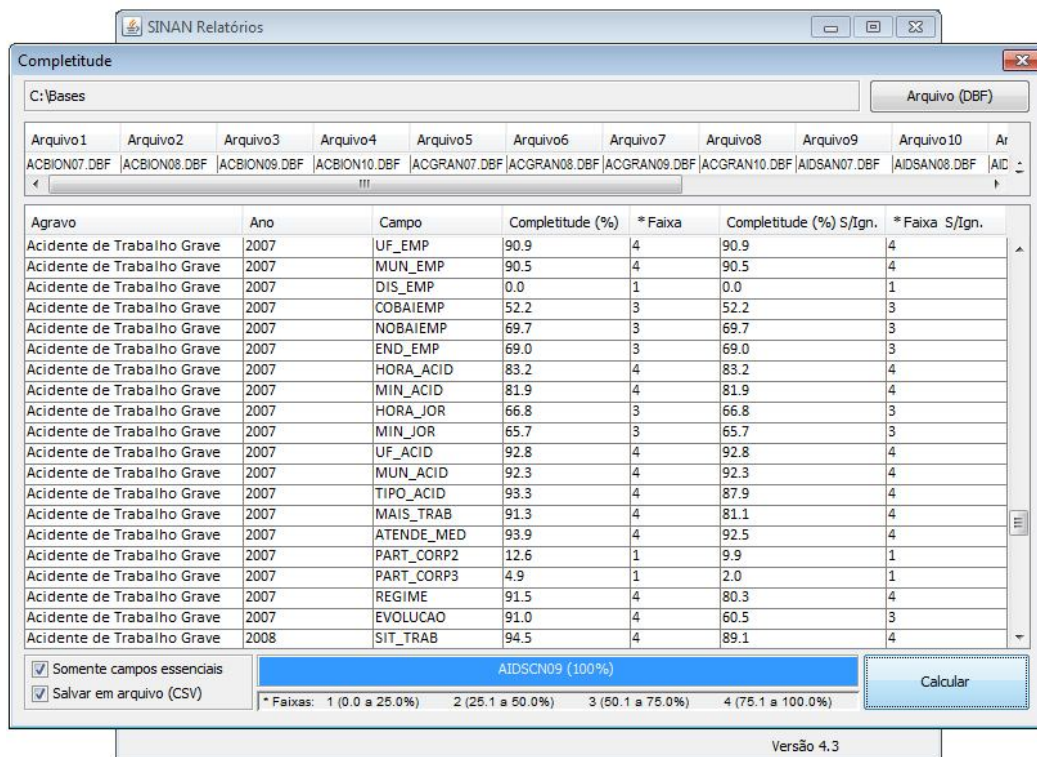 SINAN Relatórios
Completitude
C:\Bases Arquivo (DBF)
Arquivo1 Arquivo2 Arquivo3 Arquivo4 Arquivo5 Arquivo6 Arquivo7 Arquivo8 Arquivo9 Arquivo10 Ar
ACBION07.DBF ACBION08.DBF ACBION09.DBF ACBION10.DBF ACGRAN07.DBF ACGRAN08.DBF ACGRAN09.DBF ACGRAN10.DBF AIDSAN07.DBF AIDSAN08.DBF AID
Agravo Ano Campo Completitude (%) * Faixa Completitude (%) S/Ign. * Faixa S/Ign.
Acidente de Trabalho Grave 2007 UF_EMP 90.9 4 90.9 4
Acidente de Trabalho Grave 2007 MUN_EMP 90.5 4 90.5 4
Acidente de Trabalho Grave 2007 DIS_EMP 0.0 1 0.0 1
Acidente de Trabalho Grave 2007 COBAIEMP 52.2 3 52.2 3
Acidente de Trabalho Grave 2007 NOBAIEMP 69.7 3 69.7 3
Acidente de Trabalho Grave 2007 END_EMP 69.0 3 69.0 3
Acidente de Trabalho Grave 2007 HORA_ACID 83.2 4 83.2 4
Acidente de Trabalho Grave 2007 MIN_ACID 81.9 4 81.9 4
Acidente de Trabalho Grave 2007 HORA_JOR 66.8 3 66.8 3
Acidente de Trabalho Grave 2007 MIN_JOR 65.7 3 65.7 3
Acidente de Trabalho Grave 2007 UF_ACID 92.8 4 92.8 4
Acidente de Trabalho Grave 2007 MUN_ACID 92.3 4 92.3 4
Acidente de Trabalho Grave 2007 TIPO_ACID 93.3 4 87.9 4
Acidente de Trabalho Grave 2007 MAIS_TRAB 91.3 4 81.1 4
Acidente de Trabalho Grave 2007 ATENDE_MED 93.9 4 92.5 4
Acidente de Trabalho Grave 2007 PART_CORP2 12.6 1 9.9 1
Acidente de Trabalho Grave 2007 PART_CORP3 4.9 1 2.0 1
Acidente de Trabalho Grave 2007 REGIME 91.5 4 80.3 4
Acidente de Trabalho Grave 2007 EVOLUCAO 91.0 4 60.5 3
Acidente de Trabalho Grave 2008 SIT_TRAB 94.5 4 89.1 4
Somente campos essenciais AIDSCN09 (100%) Calcular
Salvar em arquivo (CSV) * Faixas: 1 (0.0 a 25.0%) 2 (25.1 a 50.0%) 3 (50.1 a 75.0%) 4 (75.1 a 100.0%)
Versão 4.3